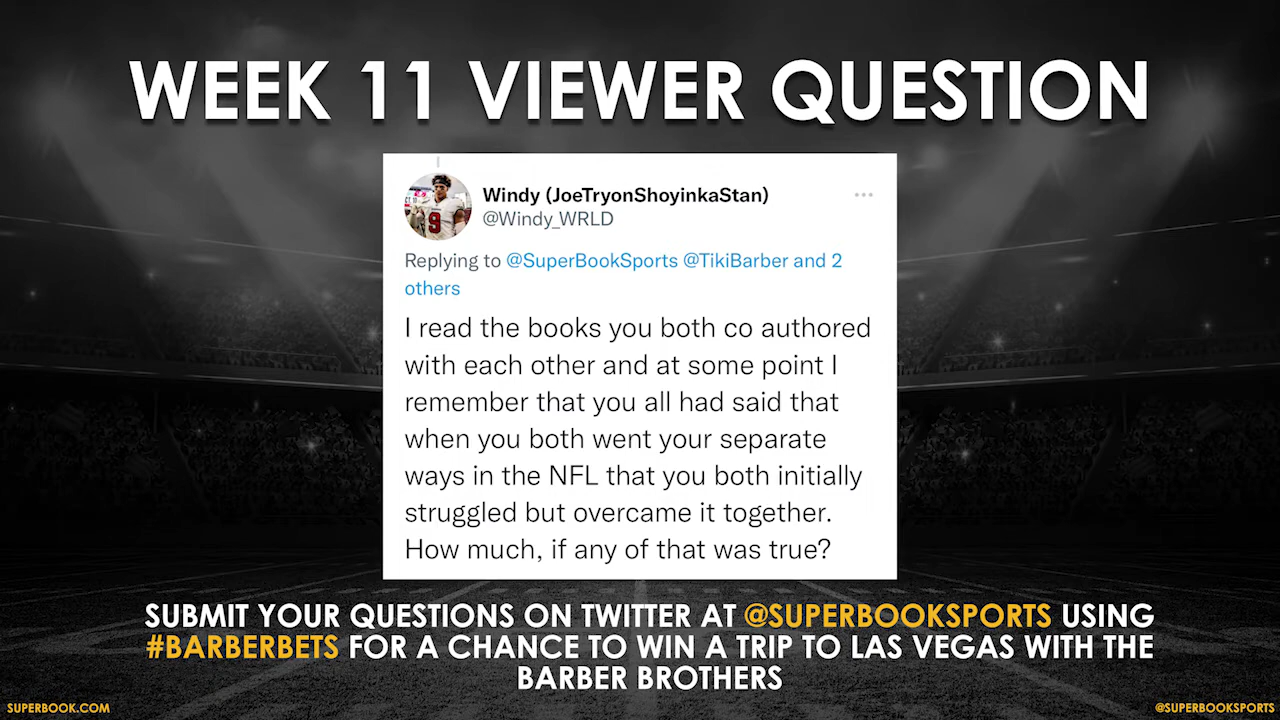 WEEK 11 VIEWER QUESTION
Windy (JoeTryonShoyinkaStan)
@Windy_WRLD
Replying to @SuperBookSports @TikiBarber and 2
others
I read the books you both co authored
with each other and at some point I
remember that you all had said that
when you both went your separate
ways in the NFL that you both initially
struggled but overcame it together.
How much, if any of that was true?
SUBMIT YOUR QUESTIONS ON TWITTER AT @SUPERBOOKSPORTS USING
#BARBERBETS FOR A CHANCE TO WIN A TRIP TO LAS VEGAS WITH THE
BARBER BROTHERS
SUPERBOOK.COM
@SUPERBOOKSPORTS